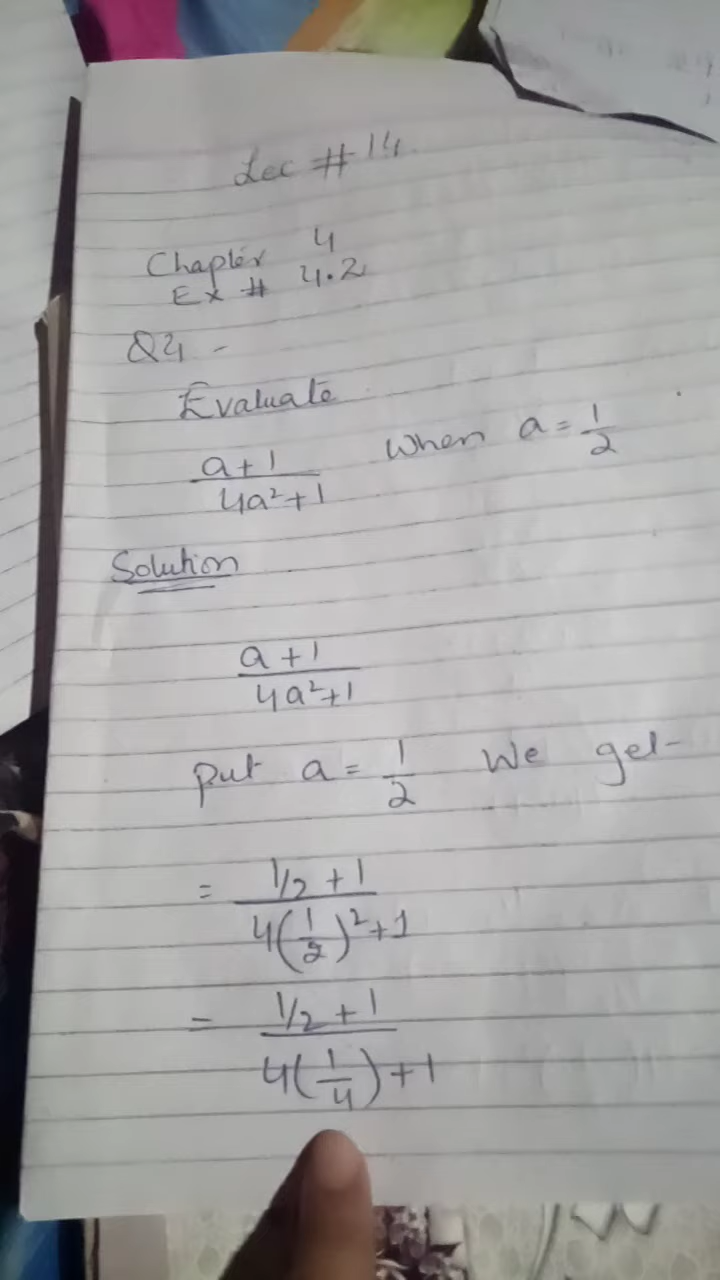 Lec # 14
Chapter 4
Ex # 4.2
Q4 -
Evaluate
a+1 / 4a²+1 when a = 1/2
Solution
a+1 / 4a²+1
put a = 1/2 We get
= 1/2 + 1 / 4(1/2)²+1
= 1/2 + 1 / 4(1/4)+1